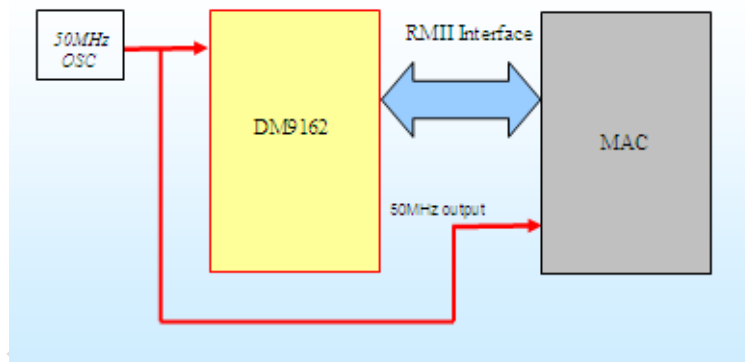 50MHz
OSC
RMII Interface
DM9162
MAC
50MHz output